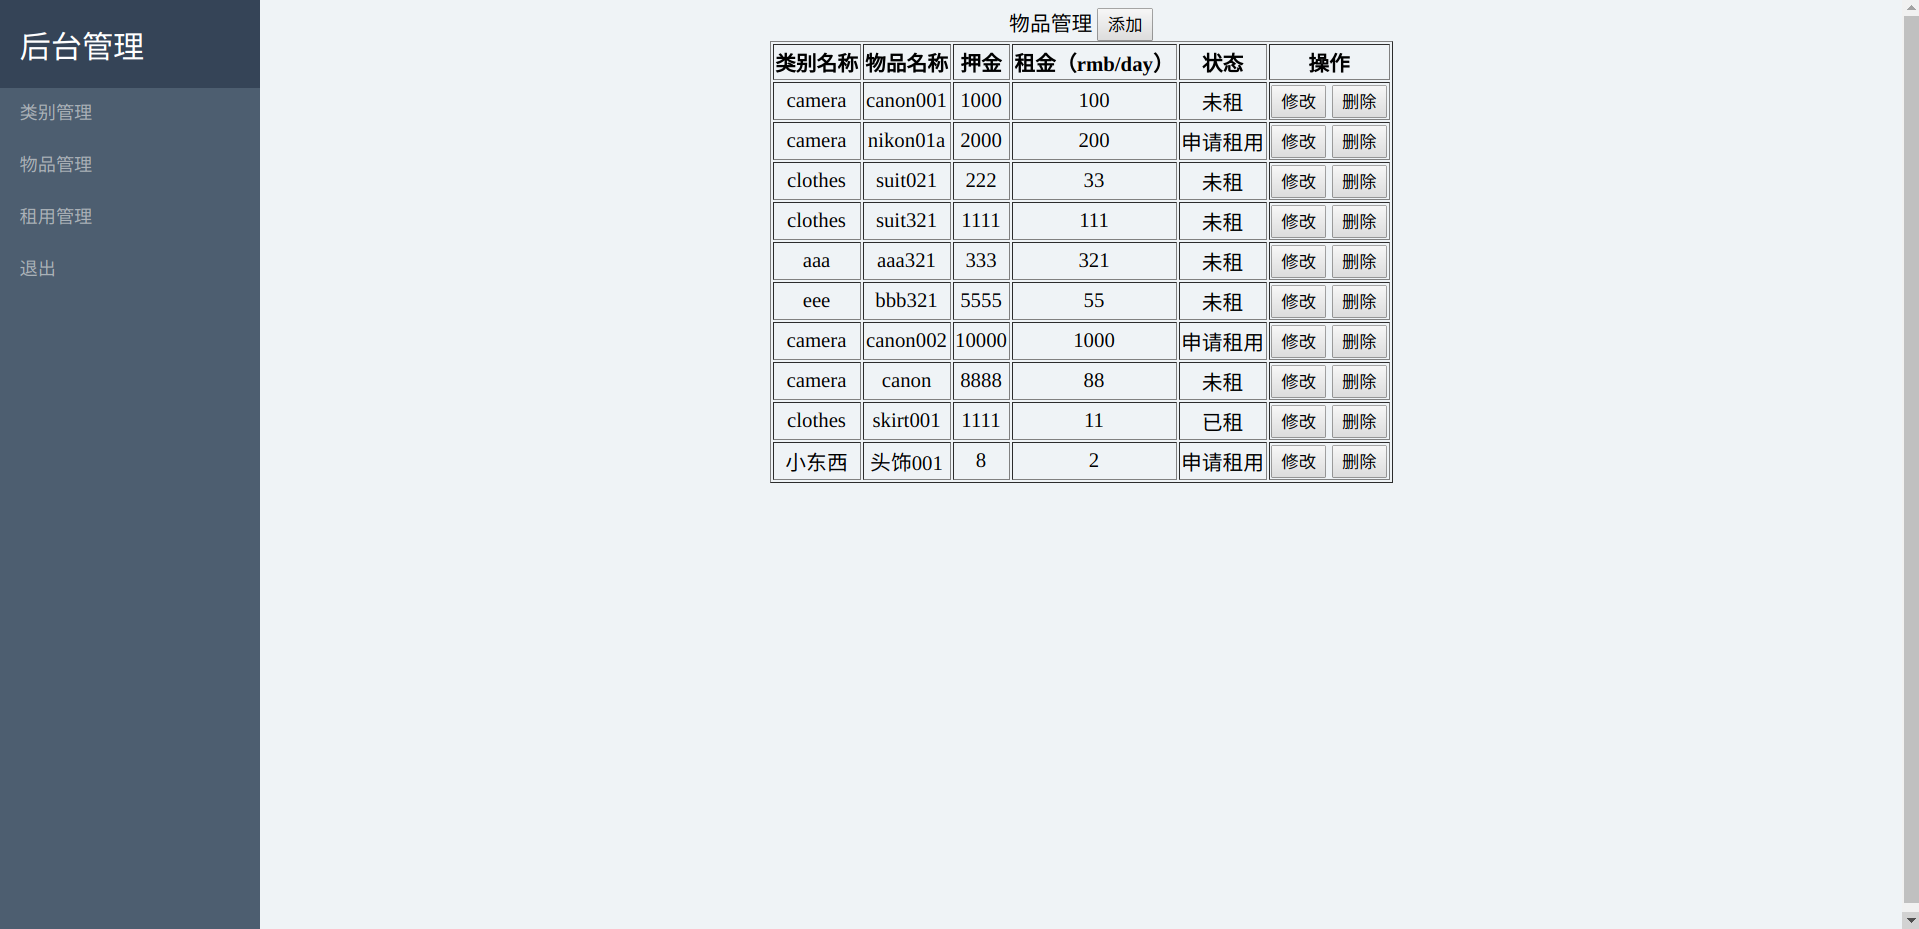 后台管理
类别管理
物品管理
租用管理
退出
物品管理 添加
类别名称 物品名称 押金 租金（rmb/day） 状态 操作
camera canon001 1000 100 未租 修改 删除
camera nikon01a 2000 200 申请租用 修改 删除
clothes suit021 222 33 未租 修改 删除
clothes suit321 1111 111 未租 修改 删除
aaa aaa321 333 321 未租 修改 删除
eee bbb321 5555 55 未租 修改 删除
camera canon002 10000 1000 申请租用 修改 删除
camera canon 8888 88 未租 修改 删除
clothes skirt001 1111 11 已租 修改 删除
小东西 头饰001 8 2 申请租用 修改 删除